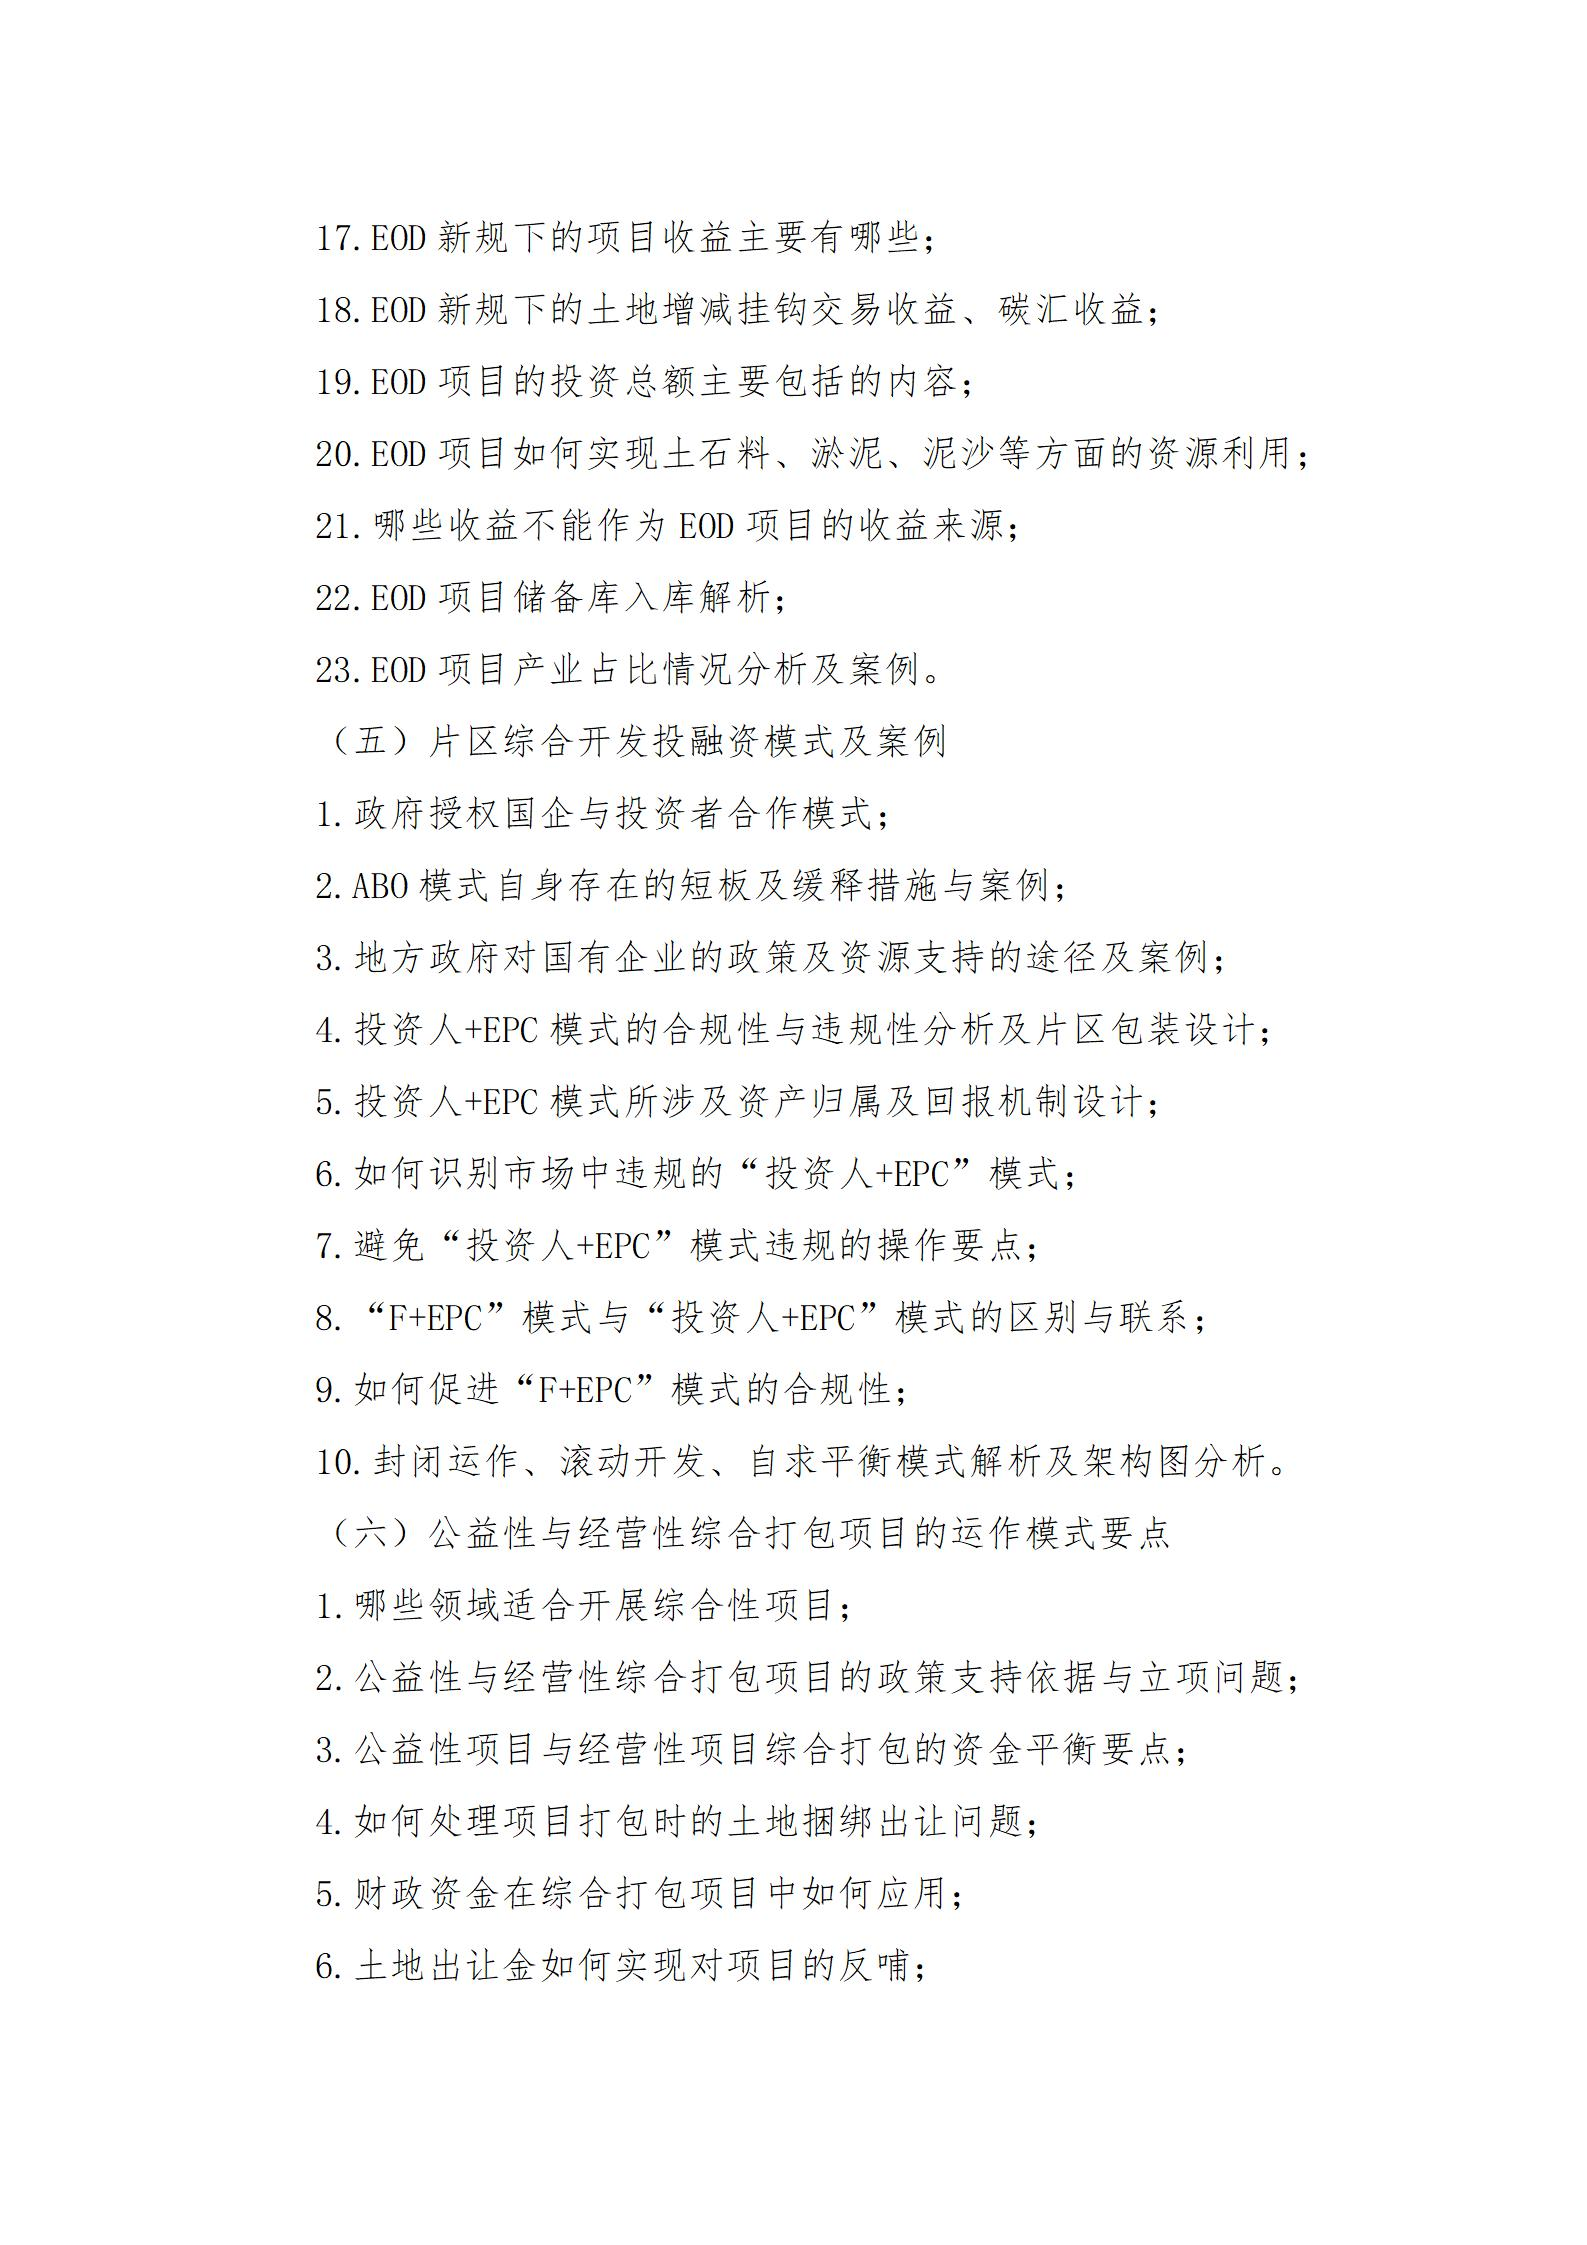 17.EOD 新规下的项目收益主要有哪些；
18.EOD 新规下的土地增减挂钩交易收益、碳汇收益；
19.EOD 项目的投资总额主要包括的内容；
20.EOD 项目如何实现土石料、淤泥、泥沙等方面的资源利用；
21.哪些收益不能作为 EOD 项目的收益来源；
22.EOD 项目储备库入库解析；
23.EOD 项目产业占比情况分析及案例。
（五）片区综合开发投融资模式及案例
1.政府授权国企与投资者合作模式；
2.ABO 模式自身存在的短板及缓释措施与案例；
3.地方政府对国有企业的政策及资源支持的途径及案例；
4.投资人+EPC 模式的合规性与违规性分析及片区包装设计；
5.投资人+EPC 模式所涉及资产归属及回报机制设计；
6.如何识别市场中违规的“投资人+EPC”模式；
7.避免“投资人+EPC”模式违规的操作要点；
8.“F+EPC”模式与“投资人+EPC”模式的区别与联系；
9.如何促进“F+EPC”模式的合规性；
10.封闭运作、滚动开发、自求平衡模式解析及架构图分析。
（六）公益性与经营性综合打包项目的运作模式要点
1.哪些领域适合开展综合性项目；
2.公益性与经营性综合打包项目的政策支持依据与立项问题；
3.公益性项目与经营性项目综合打包的资金平衡要点；
4.如何处理项目打包时的土地捆绑出让问题；
5.财政资金在综合打包项目中如何应用；
6.土地出让金如何实现对项目的反哺；